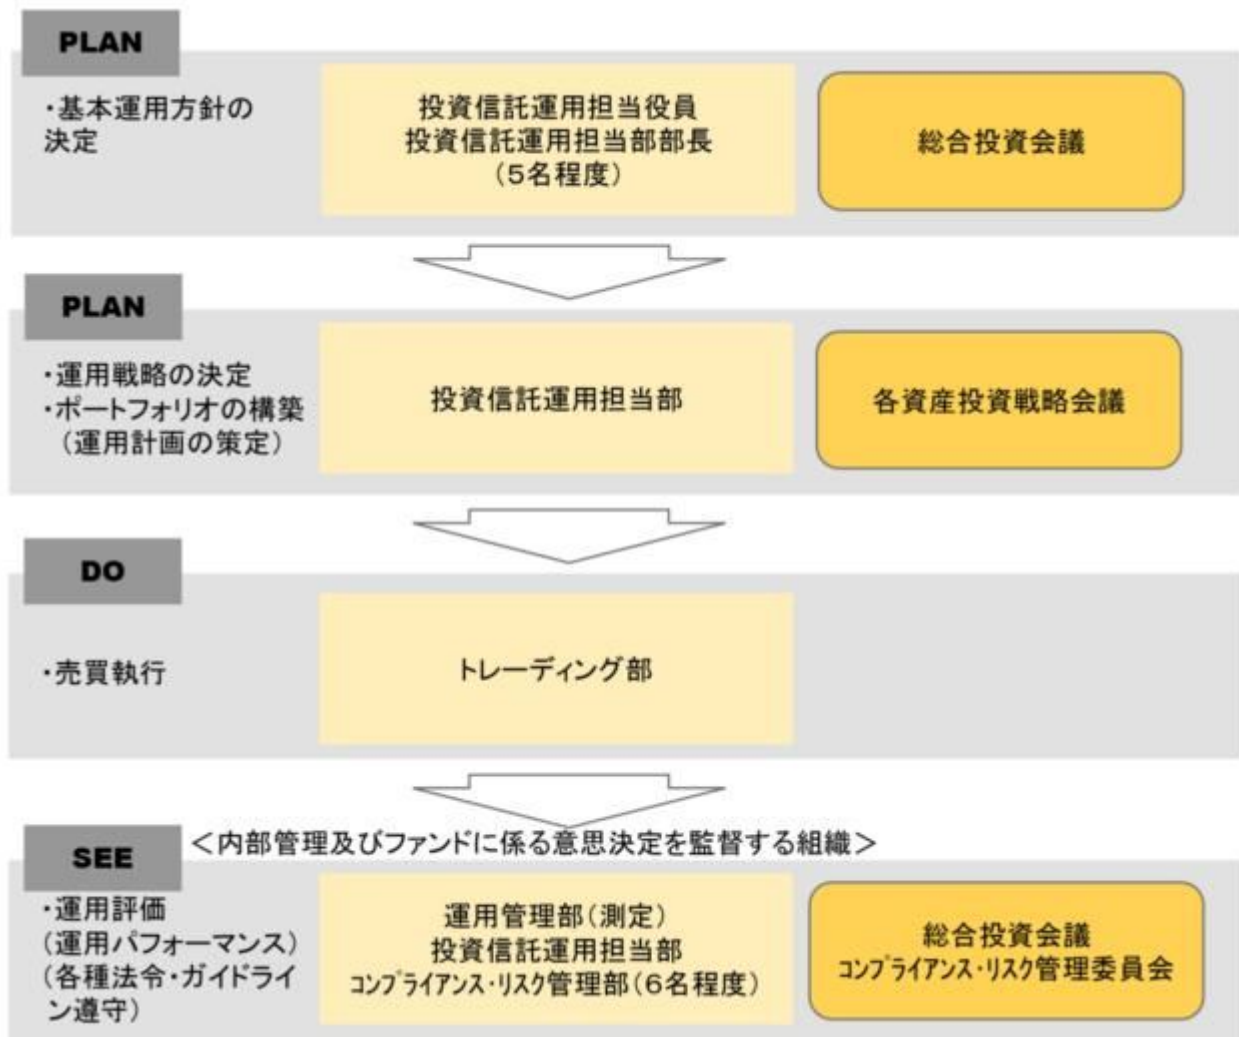 PLAN
・基本運用方針の
決定
投資信託運用担当役員
投資信託運用担当部部長
(5名程度)
総合投資会議
PLAN
・運用戦略の決定
・ポートフォリオの構築
(運用計画の策定)
投資信託運用担当部
各資産投資戦略会議
DO
・売買執行
トレーディング部
SEE
＜内部管理及びファンドに係る意思決定を監督する組織＞
・運用評価
(運用パフォーマンス)
(各種法令・ガイドライ
ン遵守)
運用管理部(測定)
投資信託運用担当部
ｺﾝﾌﾟﾗｲｱﾝｽ・ﾘｽｸ管理部(6名程度)
総合投資会議
ｺﾝﾌﾟﾗｲｱﾝｽ・ﾘｽｸ管理委員会